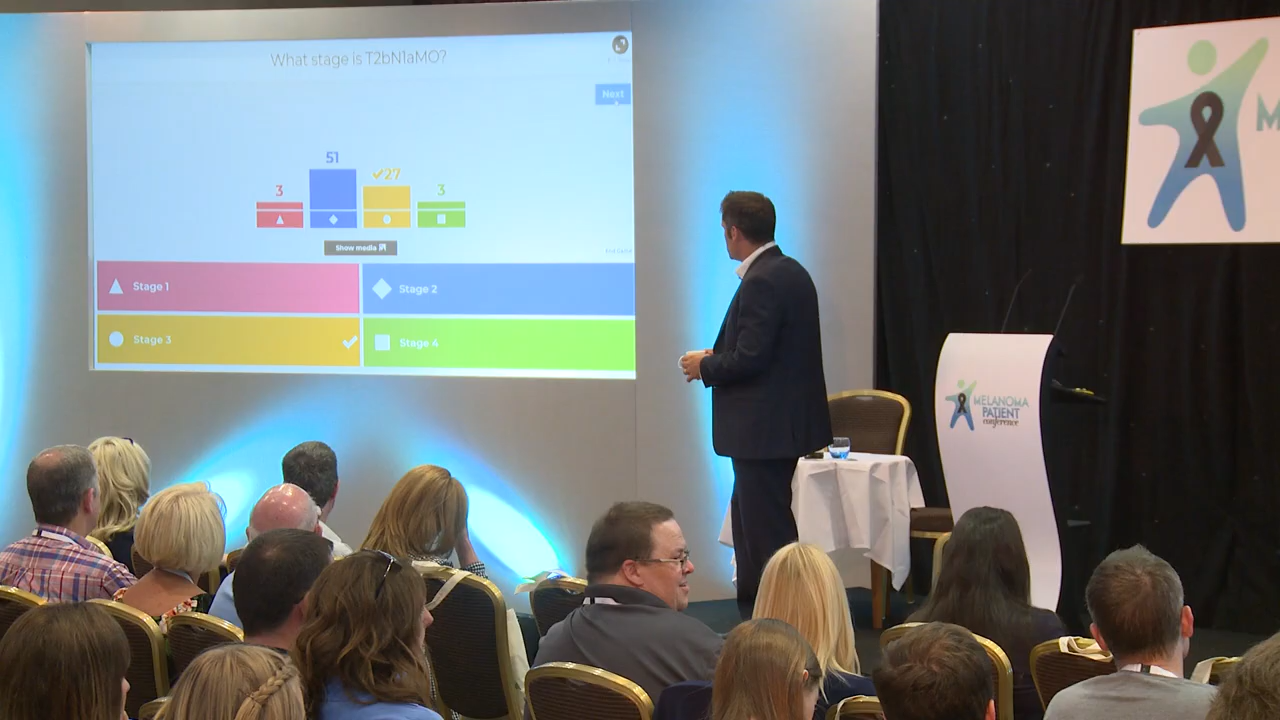 What stage is T2bN1aMO?
Next
51
27
3
3
Show media
Stage 1
Stage 2
Stage 3
Stage 4
M
MELANOMA
PATIENT
conference